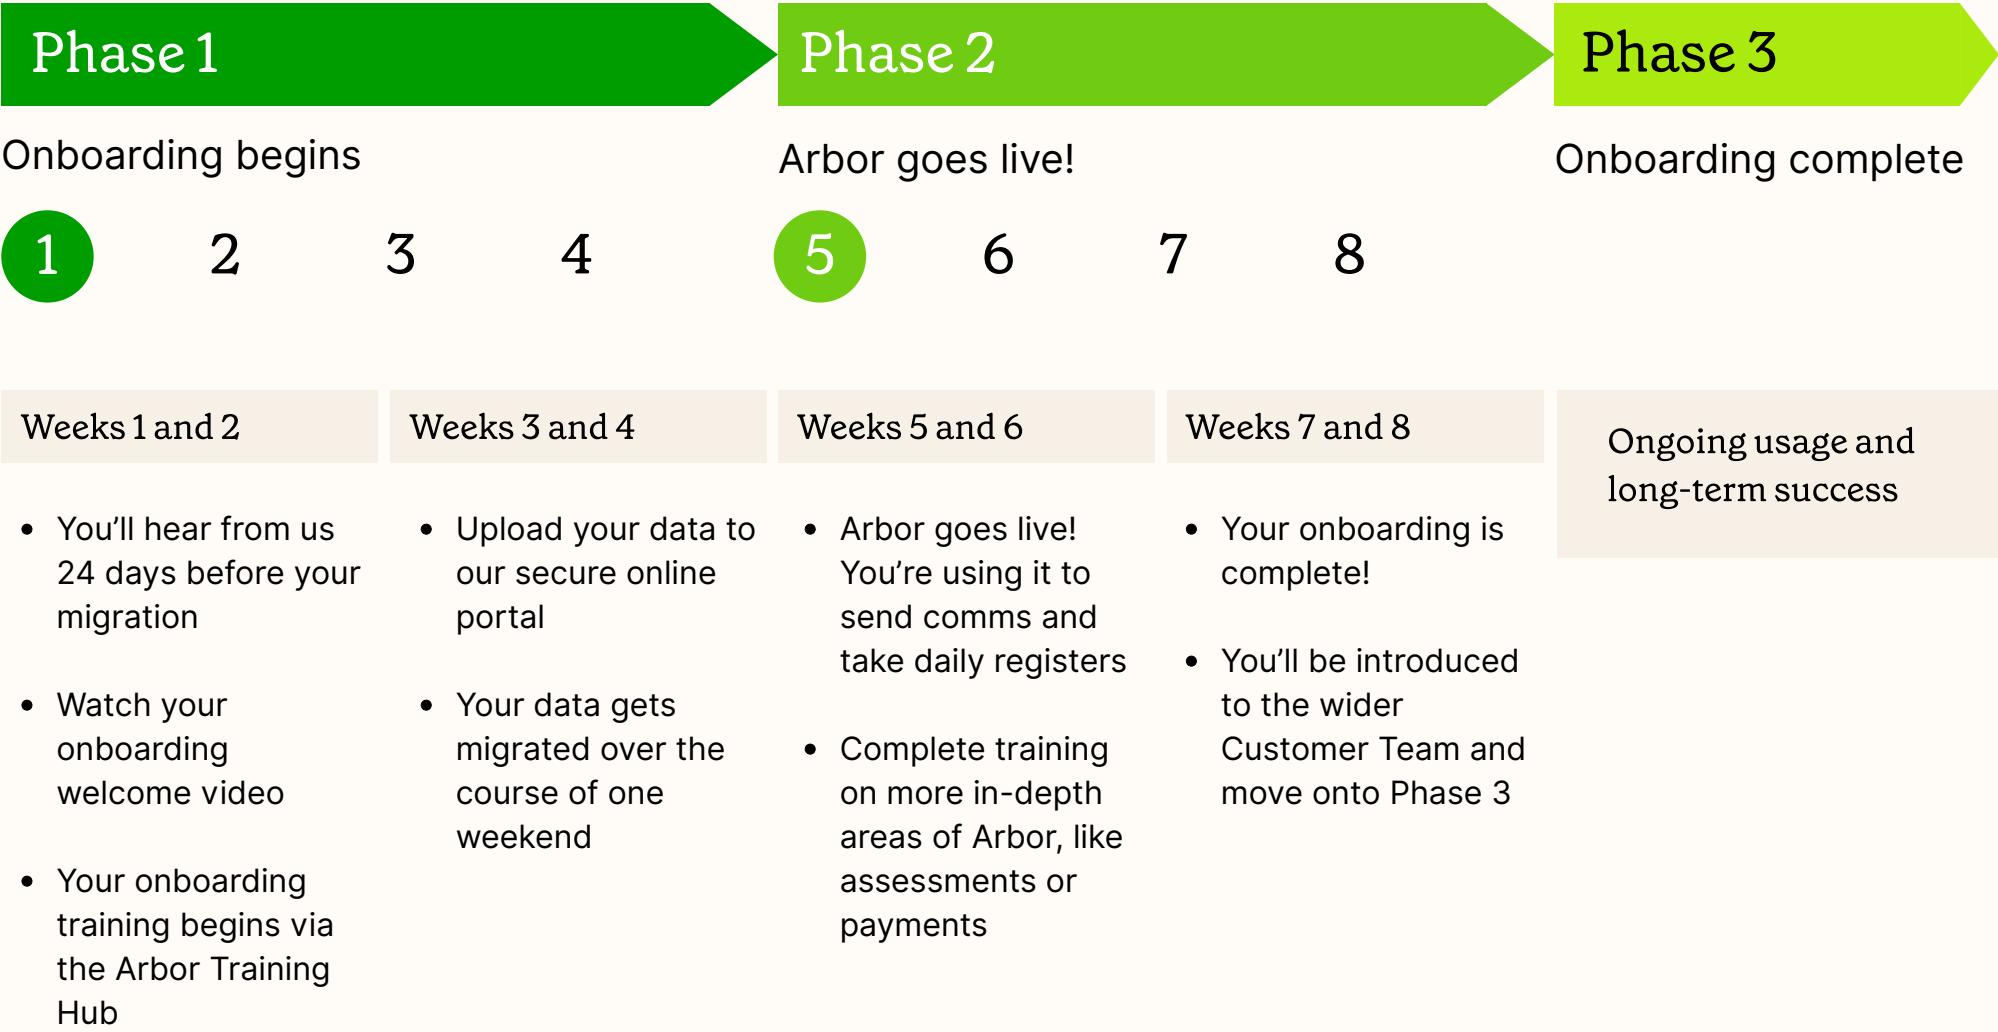 Phase 1
Phase 2
Phase 3
Onboarding begins
Arbor goes live!
Onboarding complete
1
2
3
4
5
6
7
8
Weeks 1 and 2
• You’ll hear from us
24 days before your
migration
• Watch your
onboarding
welcome video
• Your onboarding
training begins via
the Arbor Training
Hub
Weeks 3 and 4
• Upload your data to
our secure online
portal
• Your data gets
migrated over the
course of one
weekend
Weeks 5 and 6
• Arbor goes live!
You’re using it to
send comms and
take daily registers
• Complete training
on more in-depth
areas of Arbor, like
assessments or
payments
Weeks 7 and 8
• Your onboarding is
complete!
• You’ll be introduced
to the wider
Customer Team and
move onto Phase 3
Ongoing usage and
long-term success